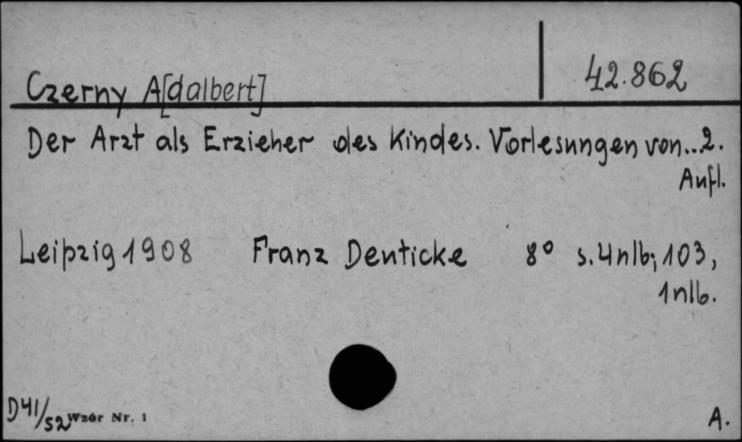 Czerny A[dalbert]
42.862
Der Arzt als Erzieher des Kindes. Vorlesungen von..2.
Aufl.
Leipzig 1908 Franz Denticke 8° s.4nlb; 103,
1nlb.
D41/52 Wzór Nr. 1
A.